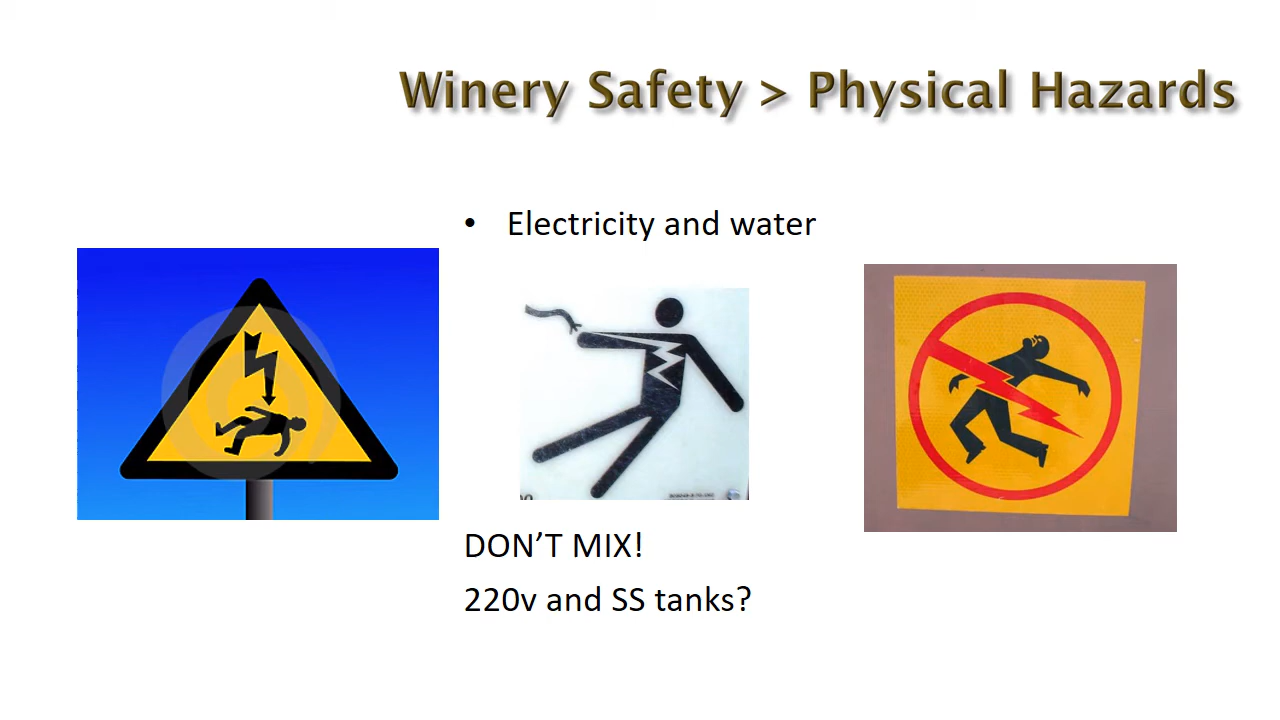 Winery Safety > Physical Hazards
• Electricity and water
DON’T MIX!
220v and SS tanks?